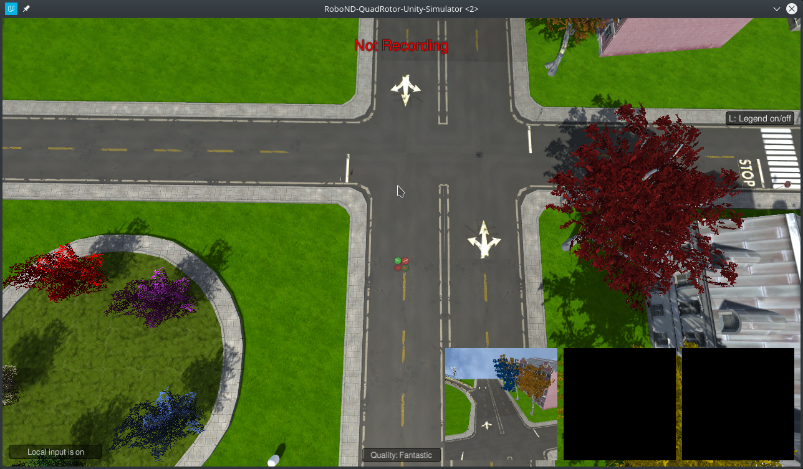 RoboND-QuadRotor-Unity-Simulator <2>
Not Recording
L: Legend on/off
STOP
Local input is on
Quality: Fantastic